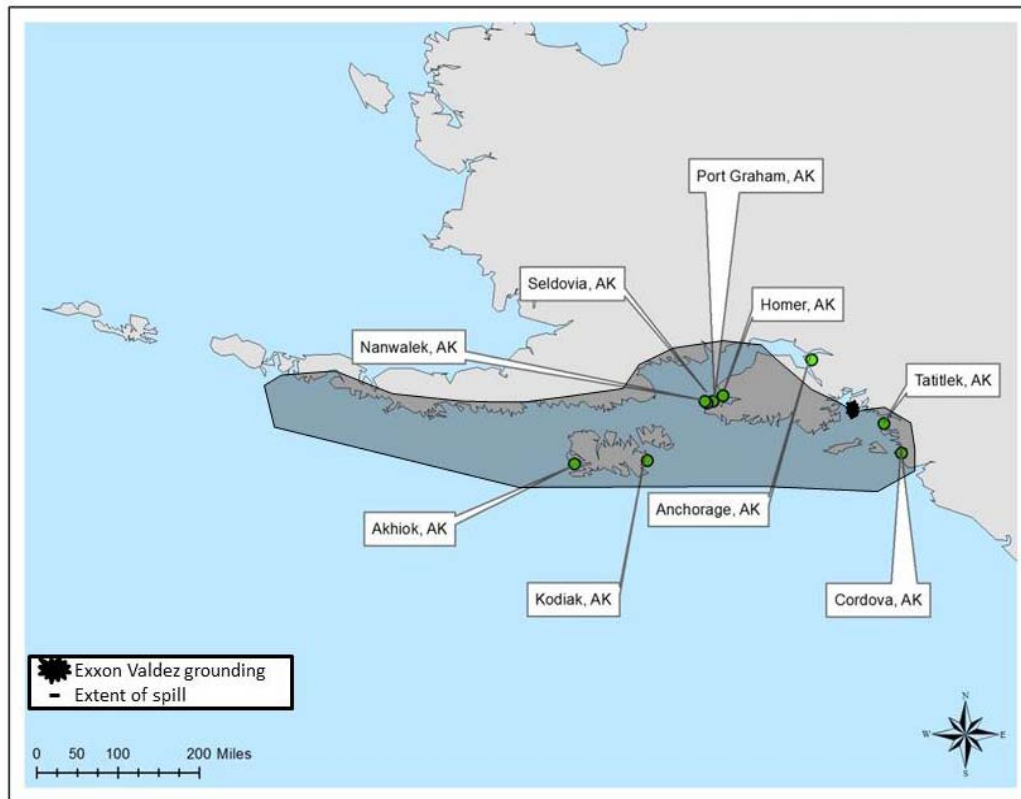 Port Graham, AK
Seldovia, AK
Homer, AK
Nanwalek, AK
Tatitlek, AK
Anchorage, AK
Akhiok, AK
Kodiak, AK
Cordova, AK
Exxon Valdez grounding
Extent of spill
0 50 100 200 Miles
N
W E
S